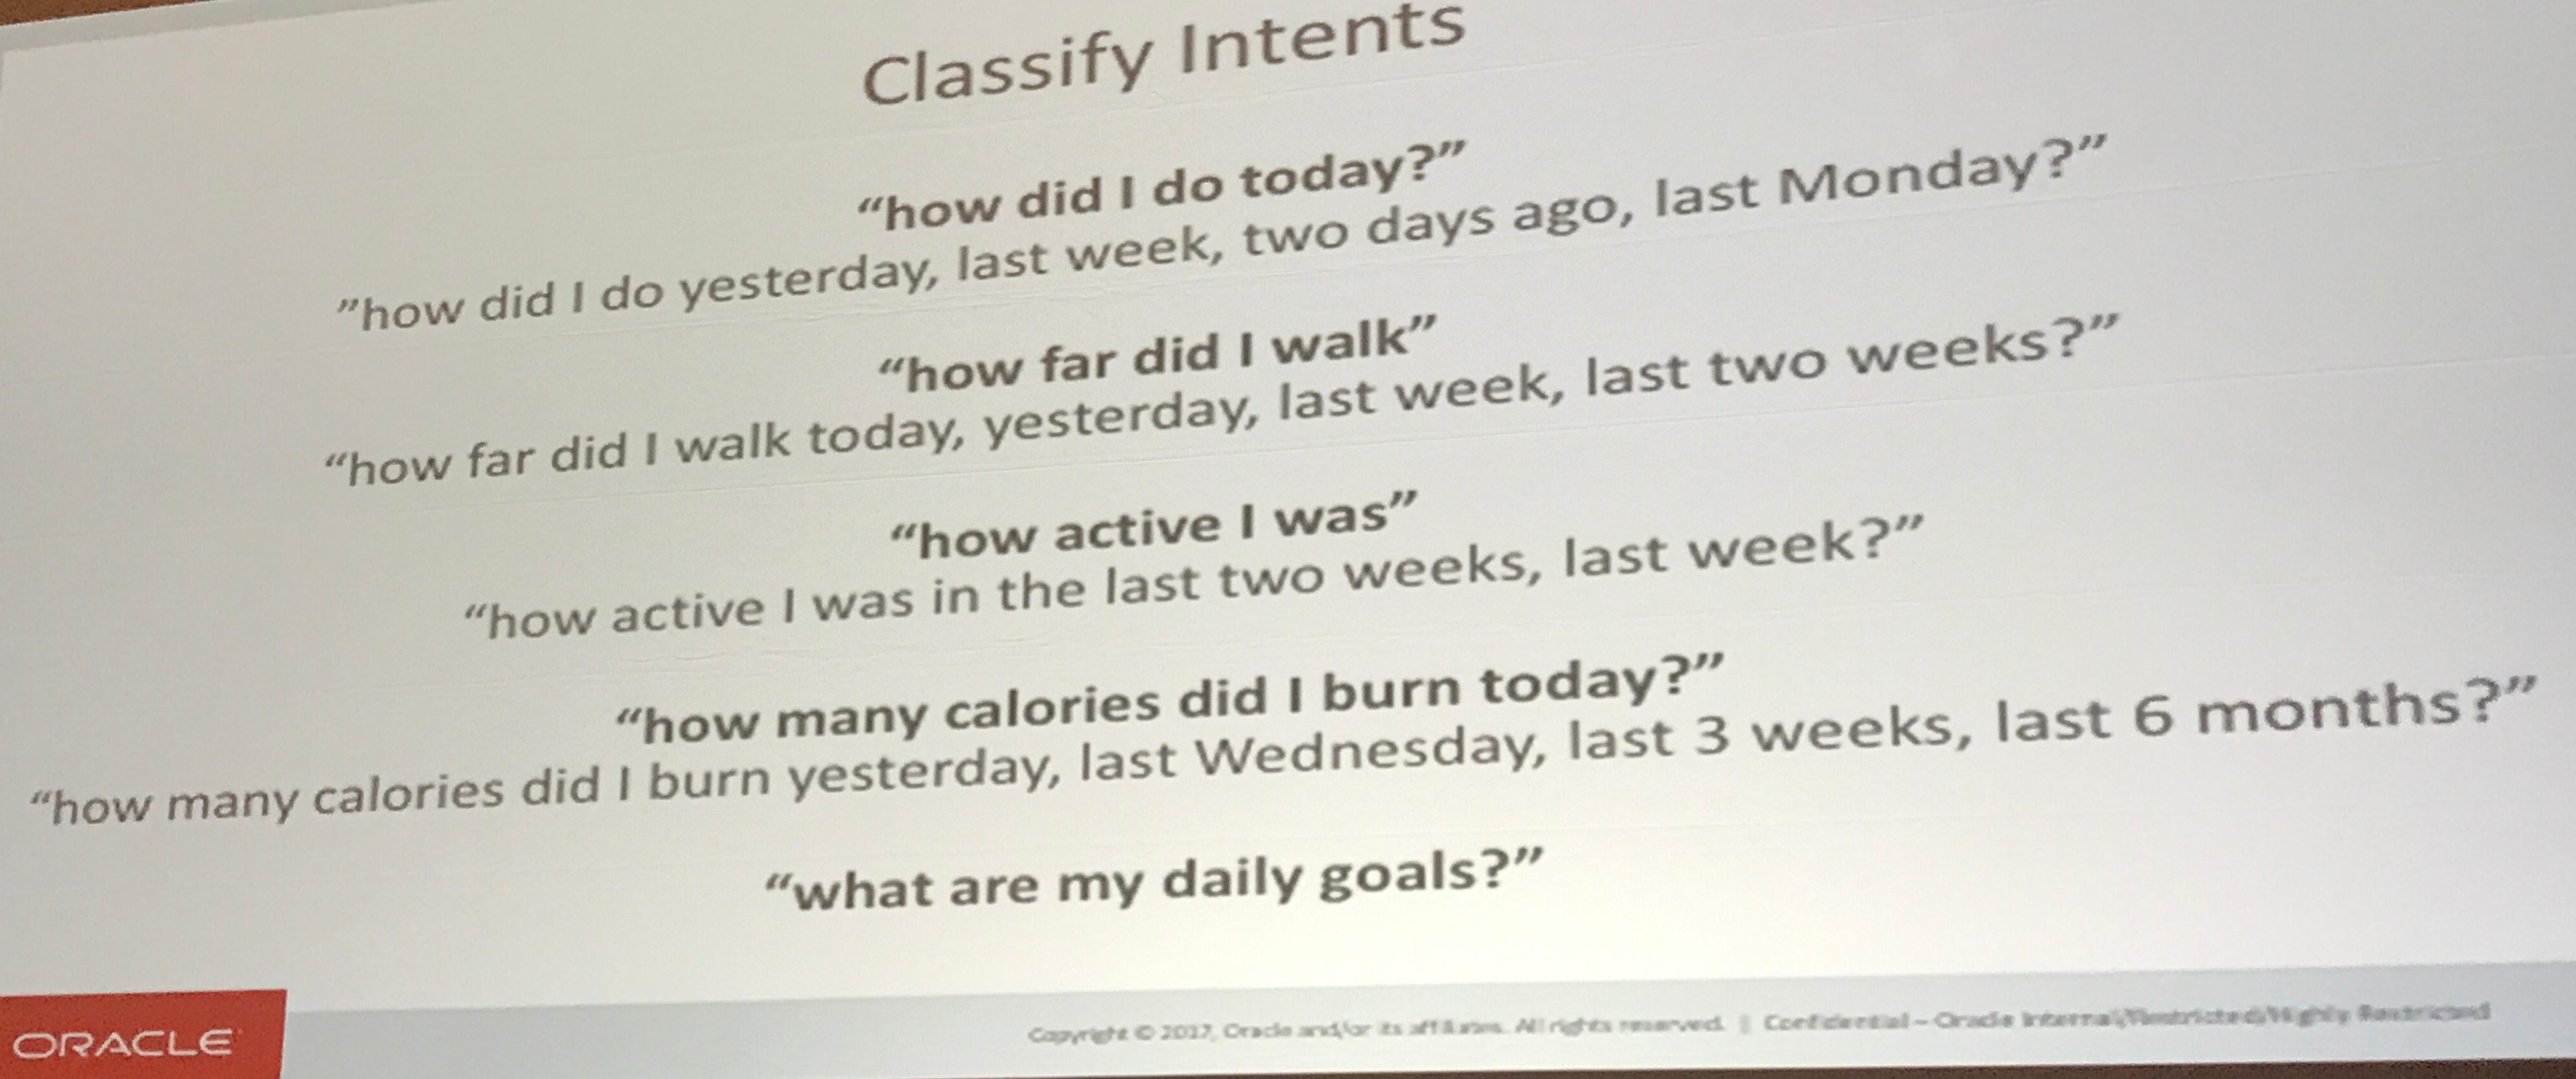 Classify Intents
“how did I do today?”
”how did I do yesterday, last week, two days ago, last Monday?”
“how far did I walk”
“how far did I walk today, yesterday, last week, last two weeks?”
“how active I was”
“how active I was in the last two weeks, last week?”
“how many calories did I burn today?”
“how many calories did I burn yesterday, last Wednesday, last 3 weeks, last 6 months?”
“what are my daily goals?”
ORACLE
Copyright © 2017, Oracle and/or its affiliates. All rights reserved. | Confidential – Oracle Internal/Restricted/Highly Restricted